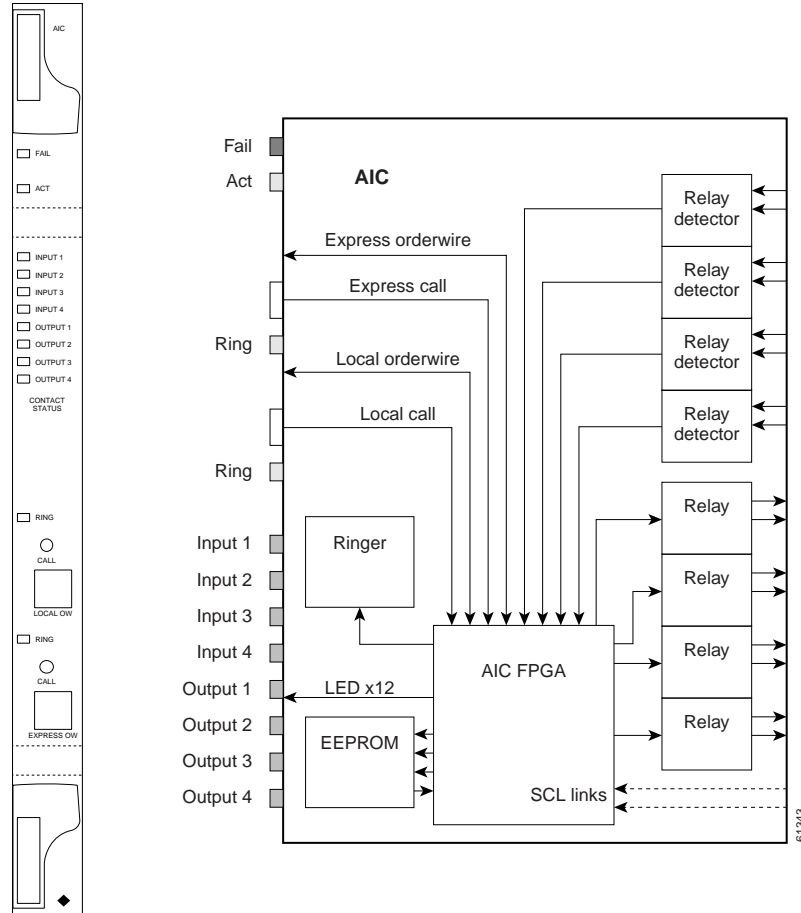 AIC
FAIL
ACT
INPUT 1
INPUT 2
INPUT 3
INPUT 4
OUTPUT 1
OUTPUT 2
OUTPUT 3
OUTPUT 4
CONTACT
STATUS
RING
CALL
LOCAL OW
RING
CALL
EXPRESS OW
Fail
Act
Ring
Ring
Input 1
Input 2
Input 3
Input 4
Output 1
Output 2
Output 3
Output 4
AIC
Express orderwire
Express call
Local orderwire
Local call
Ringer
LED x12
EEPROM
AIC FPGA
SCL links
Relay
detector
Relay
detector
Relay
detector
Relay
detector
Relay
Relay
Relay
Relay
61343